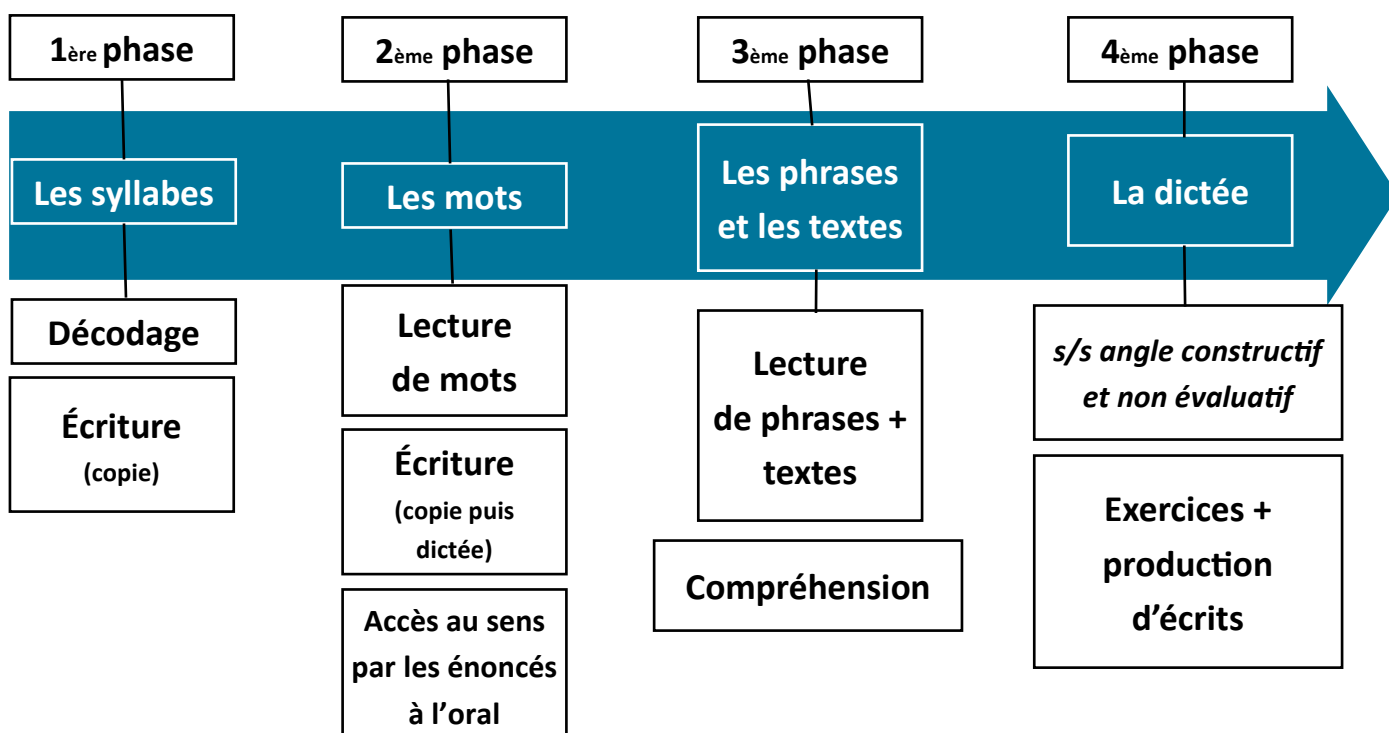 1ère phase
Les syllabes
Décodage
Écriture
(copie)
2ème phase
Les mots
Lecture
de mots
Écriture
(copie puis
dictée)
Accès au sens
par les énoncés
à l’oral
3ème phase
Les phrases
et les textes
Lecture
de phrases +
textes
Compréhension
4ème phase
La dictée
s/s angle constructif
et non évaluatif
Exercices +
production
d’écrits